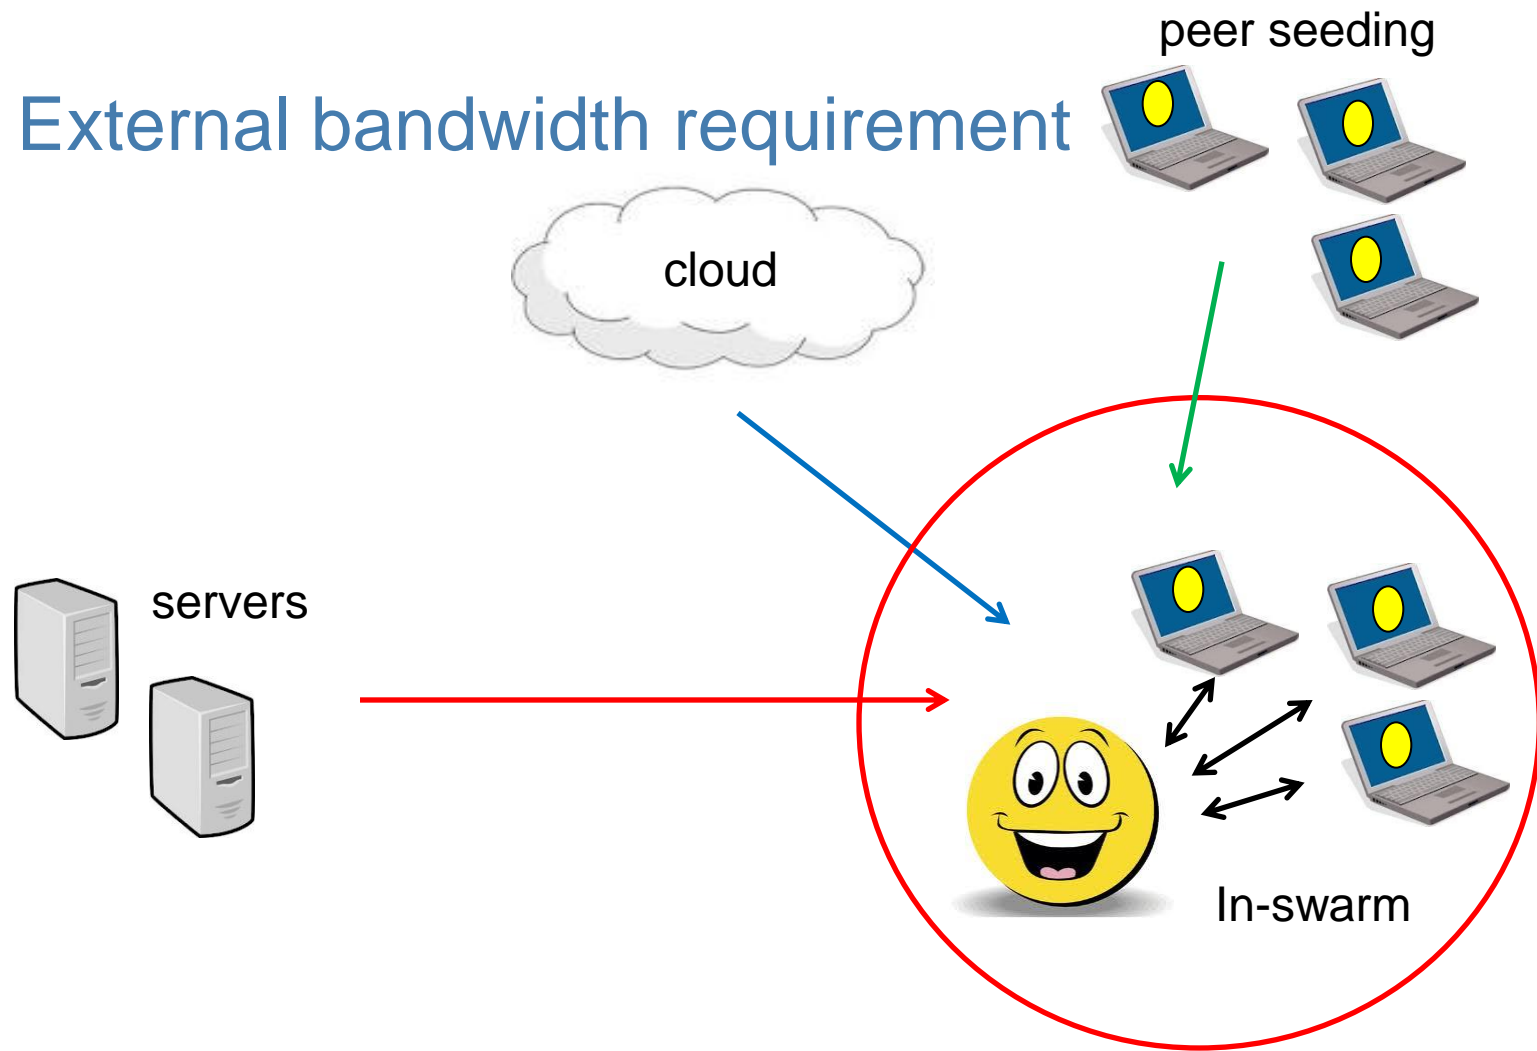 peer seeding
External bandwidth requirement
cloud
servers
In-swarm